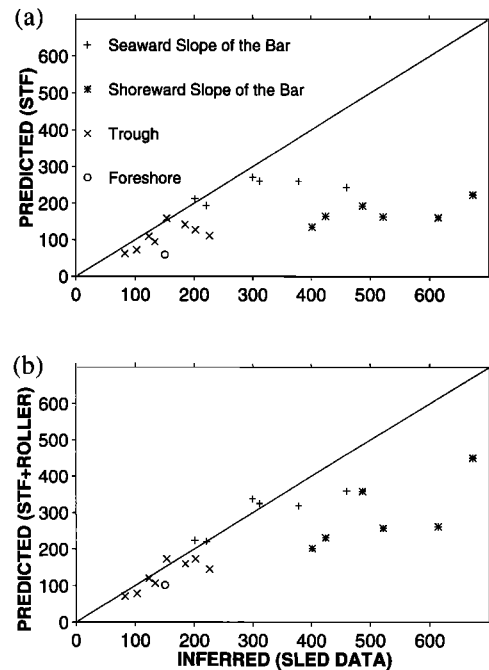 (a)
700
600
500
400
300
200
100
0
PREDICTED (STF)
+ Seaward Slope of the Bar
✱ Shoreward Slope of the Bar
× Trough
○ Foreshore
0 100 200 300 400 500 600
(b)
700
600
500
400
300
200
100
0
PREDICTED (STF+ROLLER)
0 100 200 300 400 500 600
INFERRED (SLED DATA)